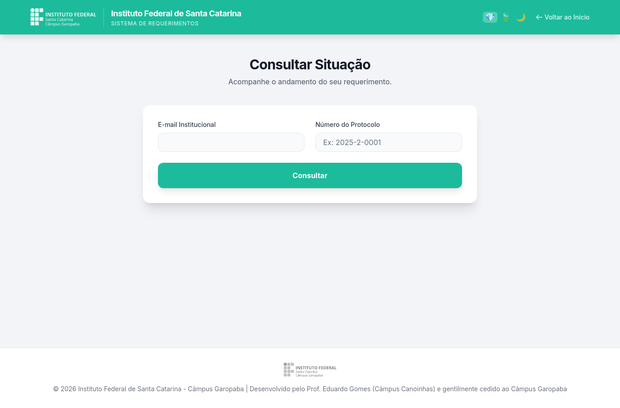 INSTITUTO FEDERAL
Santa Catarina
Câmpus Garopaba
Instituto Federal de Santa Catarina
SISTEMA DE REQUERIMENTOS
← Voltar ao Início
Consultar Situação
Acompanhe o andamento do seu requerimento.
E-mail Institucional
Número do Protocolo
Ex: 2025-2-0001
Consultar
INSTITUTO FEDERAL
Santa Catarina
Câmpus Garopaba
© 2026 Instituto Federal de Santa Catarina - Câmpus Garopaba | Desenvolvido pelo Prof. Eduardo Gomes (Câmpus Canoinhas) e gentilmente cedido ao Câmpus Garopaba